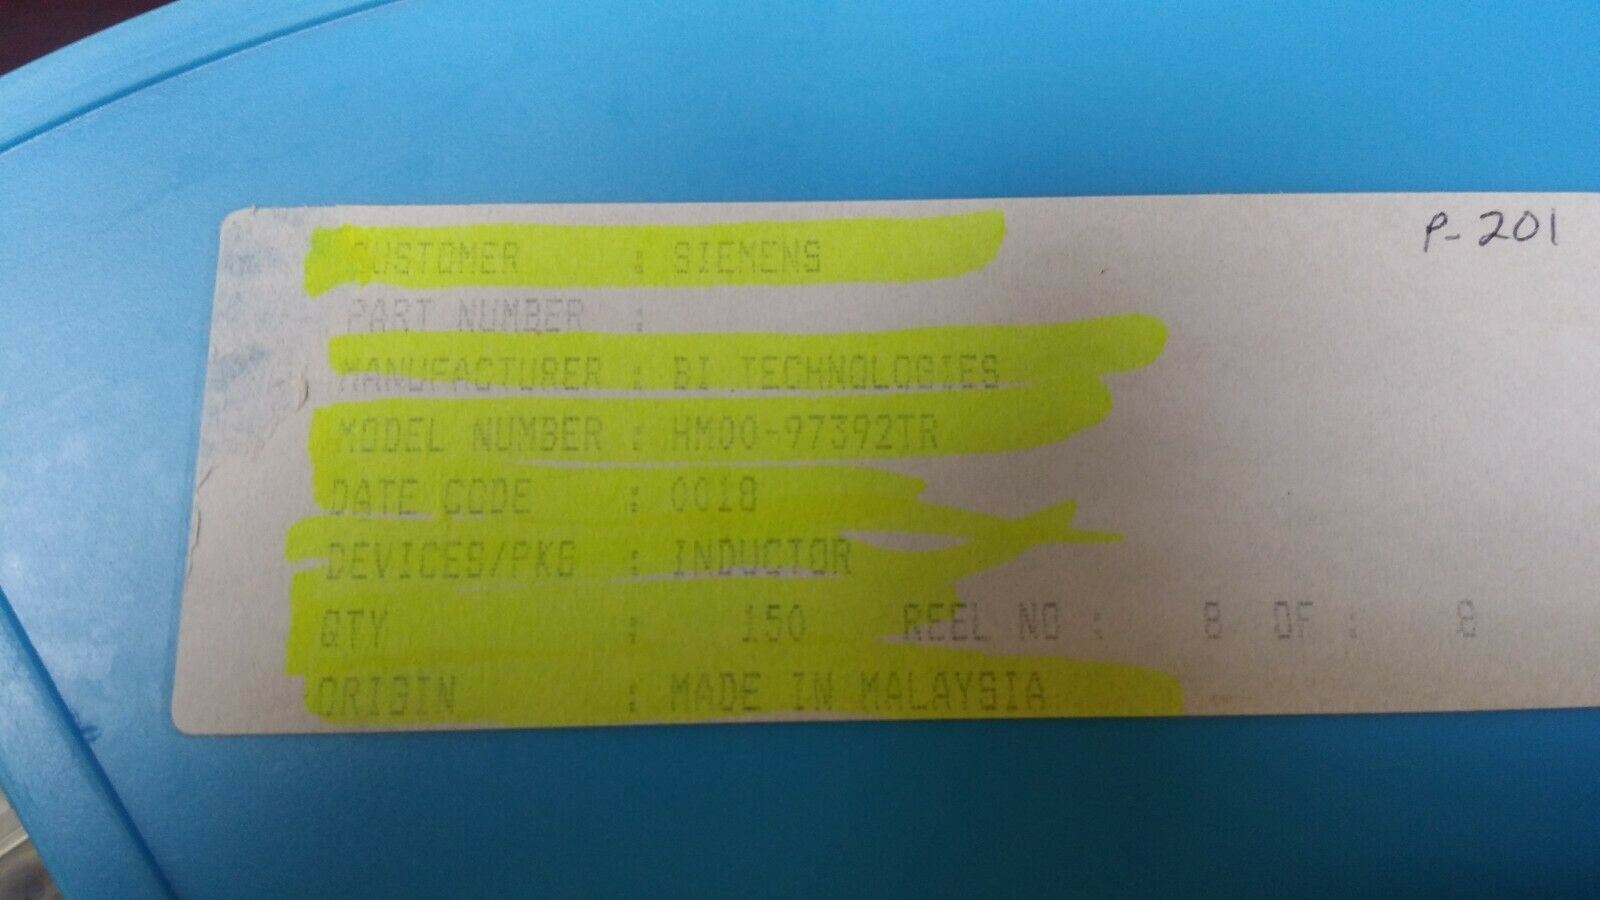 P-201
CUSTOMER : SIEMENS
PART NUMBER :
MANUFACTURER : BI TECHNOLOGIES
MODEL NUMBER : HM00-97392TR
DATE CODE : 0018
DEVICES/PKG : INDUCTOR
QTY : 150 REEL NO : 8 OF : 8
ORIGIN : MADE IN MALAYSIA